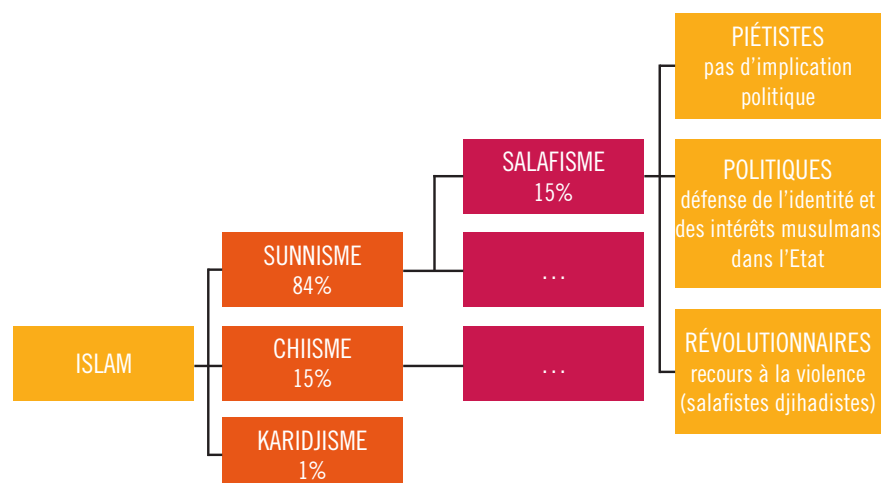 ISLAM
SUNNISME
84%
CHIISME
15%
KARIDJISME
1%
SALAFISME
15%
...
...
PIÉTISTES
pas d'implication
politique
POLITIQUES
défense de l'identité et
des intérêts musulmans
dans l'Etat
RÉVOLUTIONNAIRES
recours à la violence
(salafistes djihadistes)